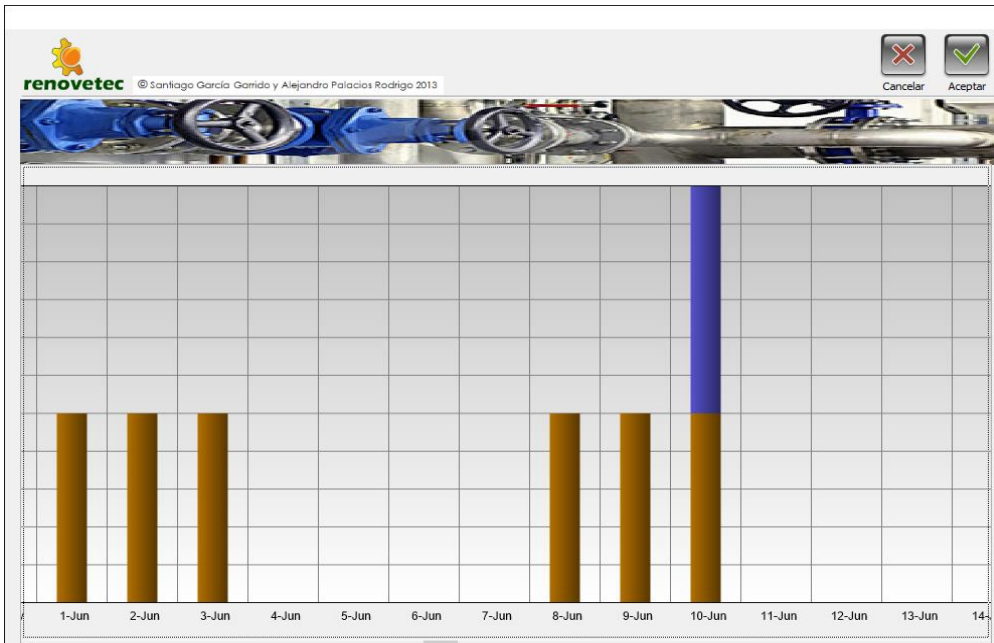 renovetec
© Santiago García Garrido y Alejandro Palacios Rodrigo 2013
Cancelar Aceptar
1-Jun 2-Jun 3-Jun 4-Jun 5-Jun 6-Jun 7-Jun 8-Jun 9-Jun 10-Jun 11-Jun 12-Jun 13-Jun 14-